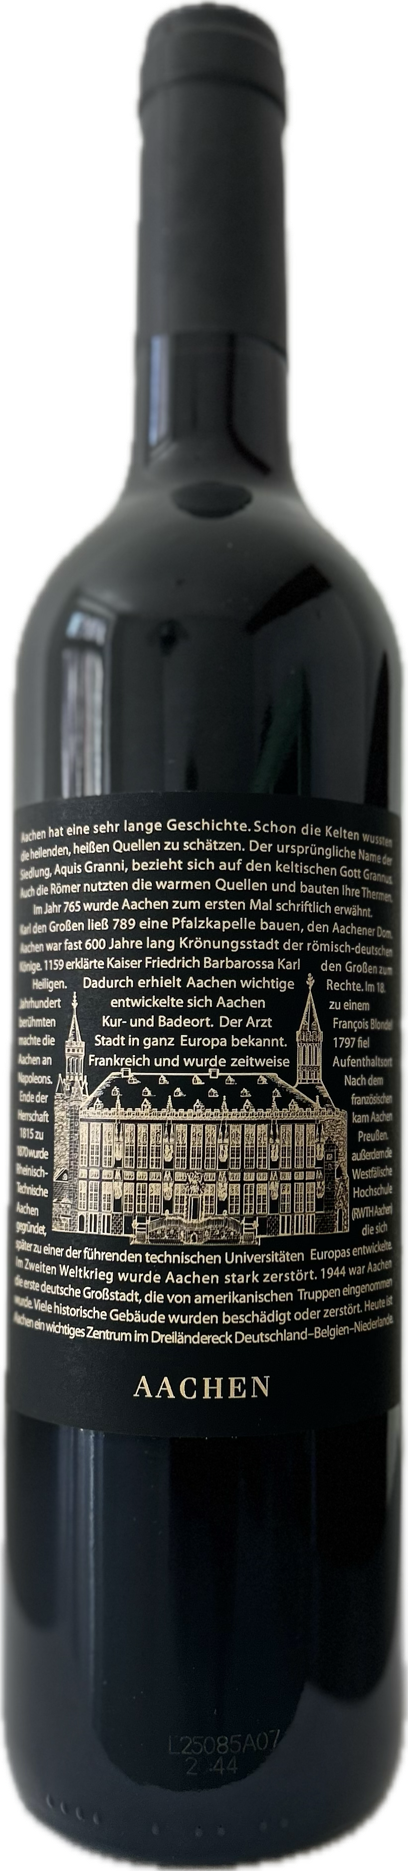 Aachen hat eine sehr lange Geschichte. Schon die Kelten wussten
die heilenden, heißen Quellen zu schätzen. Der ursprüngliche Name der
Siedlung, Aquis Granni, bezieht sich auf den keltischen Gott Grannus.
Auch die Römer nutzten die warmen Quellen und bauten Ihre Thermen.
Im Jahr 765 wurde Aachen zum ersten Mal schriftlich erwähnt.
Karl den Großen ließ 789 eine Pfalzkapelle bauen, den Aachener Dom.
Aachen war fast 600 Jahre lang Krönungsstadt der römisch-deutschen
Könige. 1159 erklärte Kaiser Friedrich Barbarossa Karl den Großen zum
Heiligen. Dadurch erhielt Aachen wichtige Rechte. Im 18.
Jahrhundert entwickelte sich Aachen zu einem
berühmten Kur- und Badeort. Der Arzt François Blondel
machte die Stadt in ganz Europa bekannt. 1797 fiel
Aachen an Frankreich und wurde zeitweise Aufenthaltsort
Napoleons. Nach dem
Ende der französischen
Herrschaft kam Aachen
1815 zu Preußen.
1870 wurde außerdem die
Rheinisch- Westfälische
Technische Hochschule
Aachen (RWTH Aachen)
gegründet, die sich
später zu einer der führenden technischen Universitäten Europas entwickelte.
Im Zweiten Weltkrieg wurde Aachen stark zerstört. 1944 war Aachen
die erste deutsche Großstadt, die von amerikanischen Truppen eingenommen
wurde. Viele historische Gebäude wurden beschädigt oder zerstört. Heute ist
Aachen ein wichtiges Zentrum im Dreiländereck Deutschland–Belgien–Niederlande.
AACHEN
L25085A07